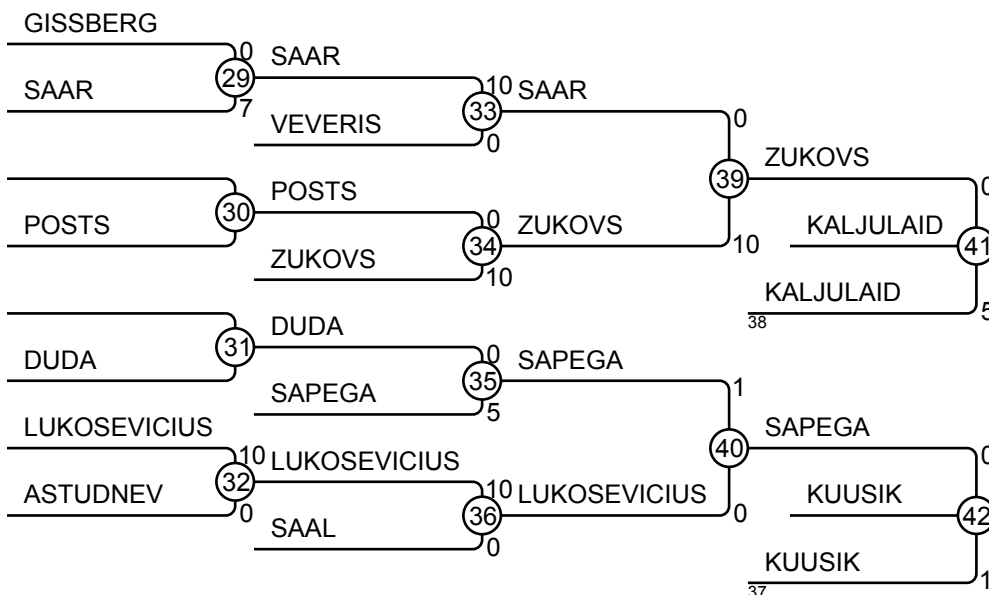 GISSBERG
0
SAAR
29
10
SAAR
SAAR
7
33
0
VEVERIS
0
ZUKOVS
39
0
POSTS
30
0
ZUKOVS
KALJULAID
POSTS
34
10
41
ZUKOVS
10
KALJULAID
38
5
DUDA
31
0
SAPEGA
DUDA
35
1
SAPEGA
5
LUKOSEVICIUS
SAPEGA
10
40
0
LUKOSEVICIUS
32
10
LUKOSEVICIUS
KUUSIK
ASTUDNEV
0
36
0
42
SAAL
0
KUUSIK
37
1